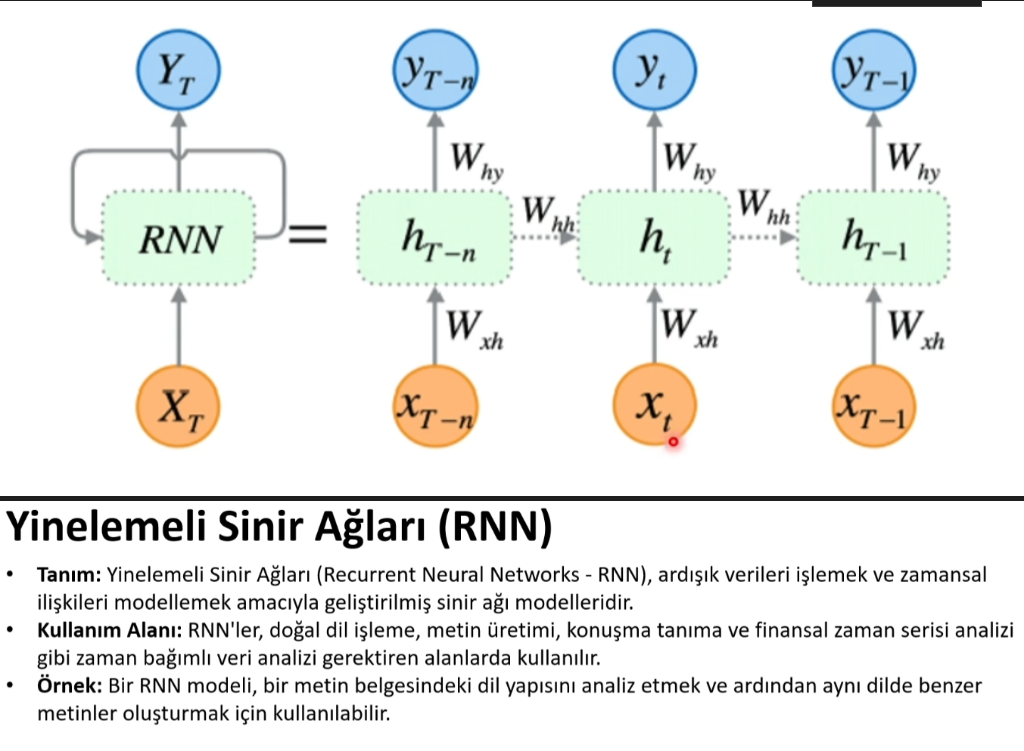 Y_T y_{T-n} y_t y_{T-1}
W_{hy} W_{hy} W_{hy}
W_{hh} W_{hh}
RNN = h_{T-n} h_t h_{T-1}
W_{xh} W_{xh} W_{xh}
X_T x_{T-n} x_t x_{T-1}
Yinelemeli Sinir Ağları (RNN)
• Tanım: Yinelemeli Sinir Ağları (Recurrent Neural Networks - RNN), ardışık verileri işlemek ve zamansal
ilişkileri modellemek amacıyla geliştirilmiş sinir ağı modelleridir.
• Kullanım Alanı: RNN'ler, doğal dil işleme, metin üretimi, konuşma tanıma ve finansal zaman serisi analizi
gibi zaman bağımlı veri analizi gerektiren alanlarda kullanılır.
• Örnek: Bir RNN modeli, bir metin belgesindeki dil yapısını analiz etmek ve ardından aynı dilde benzer
metinler oluşturmak için kullanılabilir.